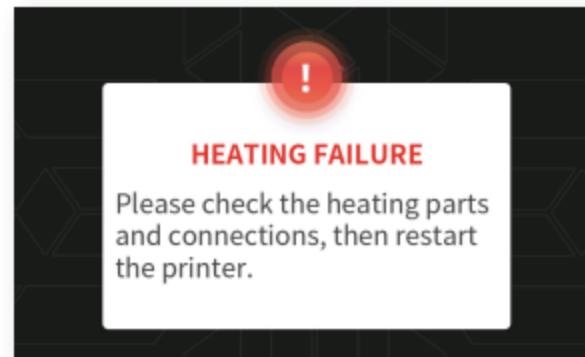 !
HEATING FAILURE
Please check the heating parts
and connections, then restart
the printer.